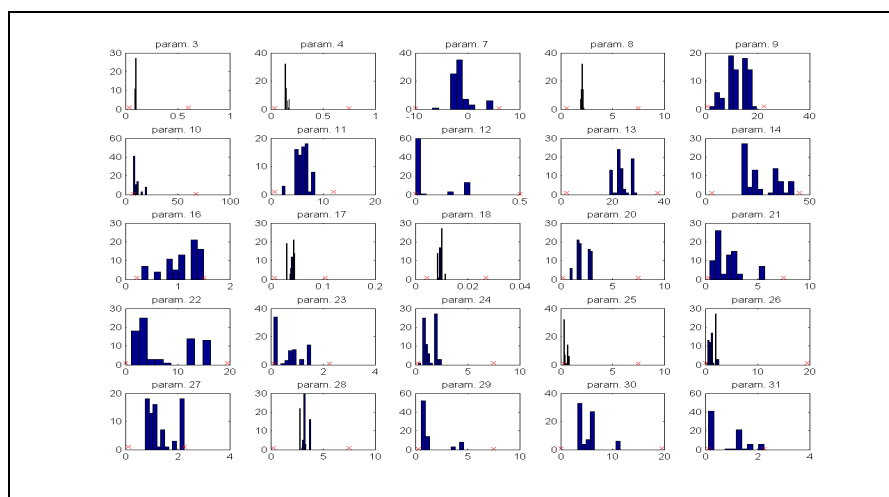 param. 3 param. 4 param. 7 param. 8 param. 9
30 40 40 40 20
20 20 20 20 10
10
0 0 0 0 0
0 0.5 1 0 0.5 1 -10 0 10 0 5 10 0 20 40
param. 10 param. 11 param. 12 param. 13 param. 14
60 20 60 30 30
40 10 40 20 20
20 20 10 10
0 0 0 0 0
0 50 100 0 10 20 0 0.5 0 20 40 0 50
param. 16 param. 17 param. 18 param. 20 param. 21
30 30 30 30 30
20 20 20 20 20
10 10 10 10 10
0 0 0 0 0
0 1 2 0 0.1 0.2 0 0.02 0.04 0 5 10 0 5 10
param. 22 param. 23 param. 24 param. 25 param. 26
30 40 30 40 30
20 20 20 20 20
10 10 10
0 0 0 0 0
0 10 20 0 2 4 0 5 10 0 5 10 0 10 20
param. 27 param. 28 param. 29 param. 30 param. 31
20 30 60 40 60
10 20 40 20 40
10 20 20
0 0 0 0 0
0 2 4 0 5 10 0 5 10 0 10 20 0 2 4